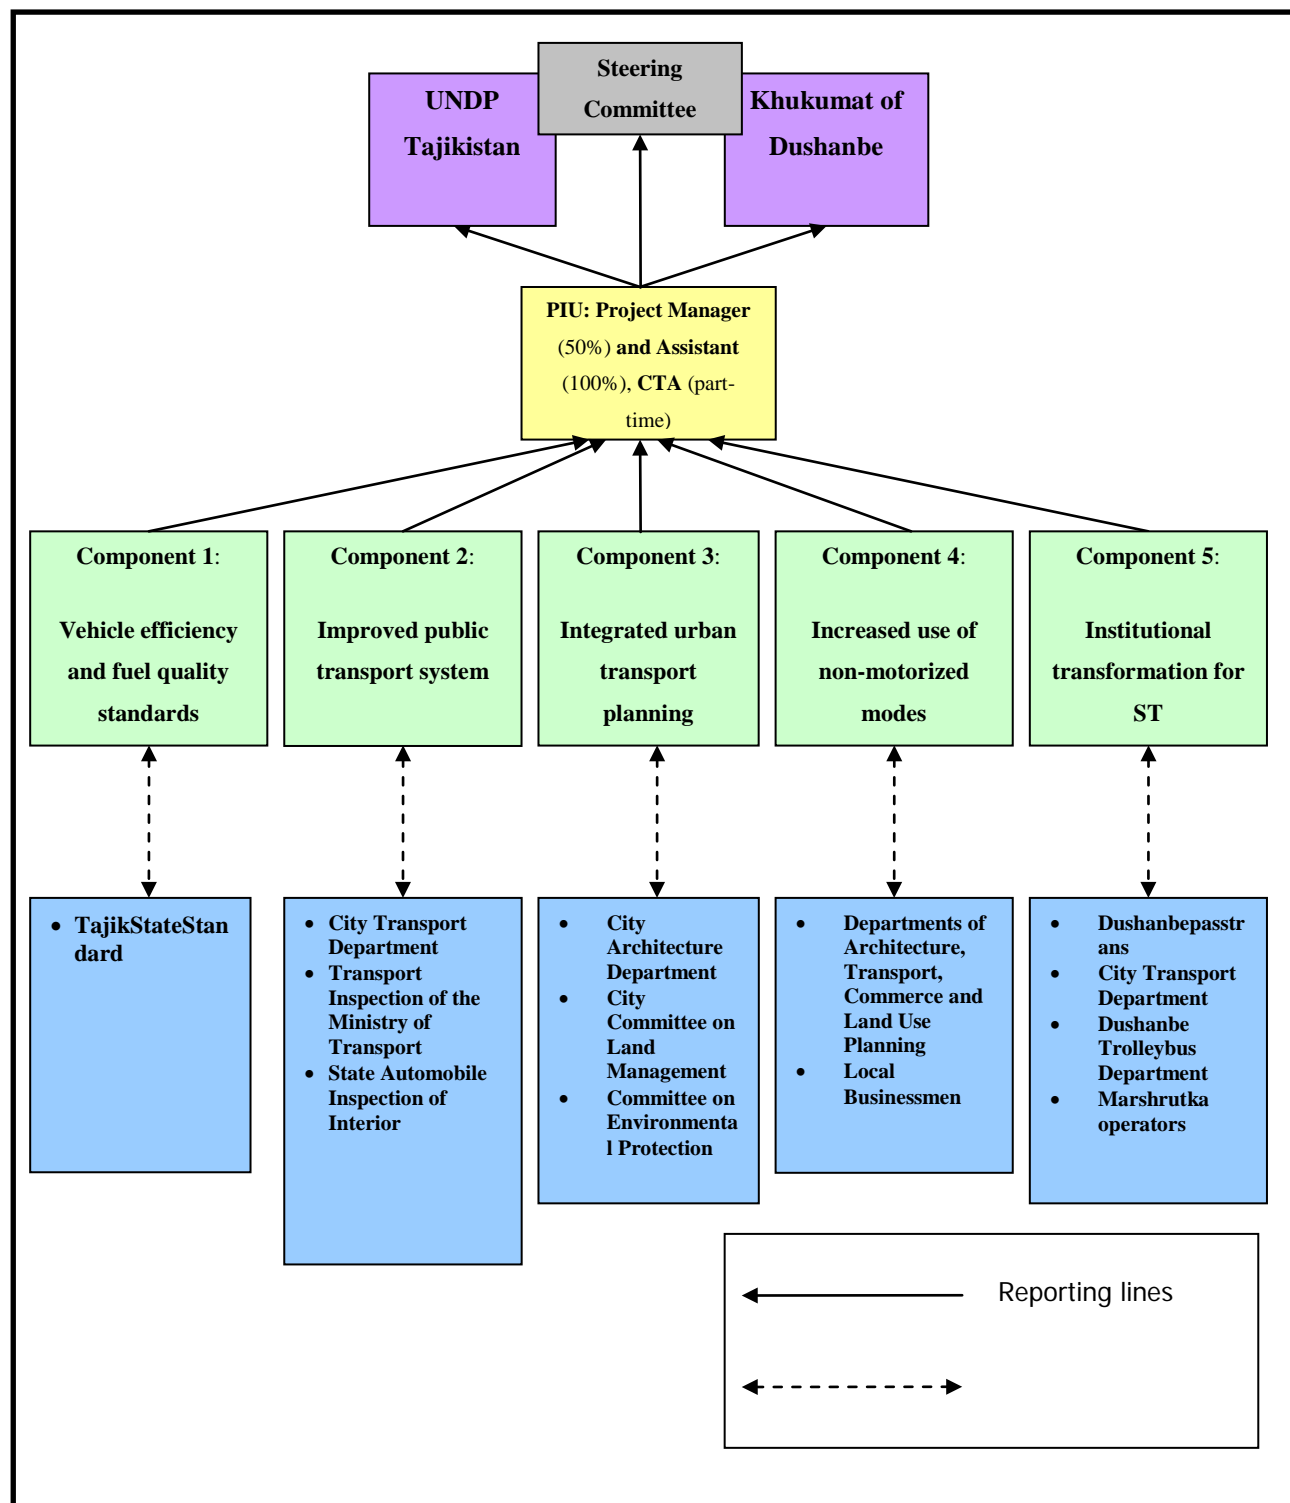 Steering
Committee
UNDP
Tajikistan
Khukumat of
Dushanbe
PIU: Project Manager
(50%) and Assistant
(100%), CTA (part-
time)
Component 1:
Vehicle efficiency
and fuel quality
standards
Component 2:
Improved public
transport system
Component 3:
Integrated urban
transport
planning
Component 4:
Increased use of
non-motorized
modes
Component 5:
Institutional
transformation for
ST
• TajikStateStan
dard
• City Transport
Department
• Transport
Inspection of the
Ministry of
Transport
• State Automobile
Inspection of
Interior
• City
Architecture
Department
• City
Committee on
Land
Management
• Committee on
Environmenta
l Protection
• Departments of
Architecture,
Transport,
Commerce and
Land Use
Planning
• Local
Businessmen
• Dushanbepasstr
ans
• City Transport
Department
• Dushanbe
Trolleybus
Department
• Marshrutka
operators
Reporting lines